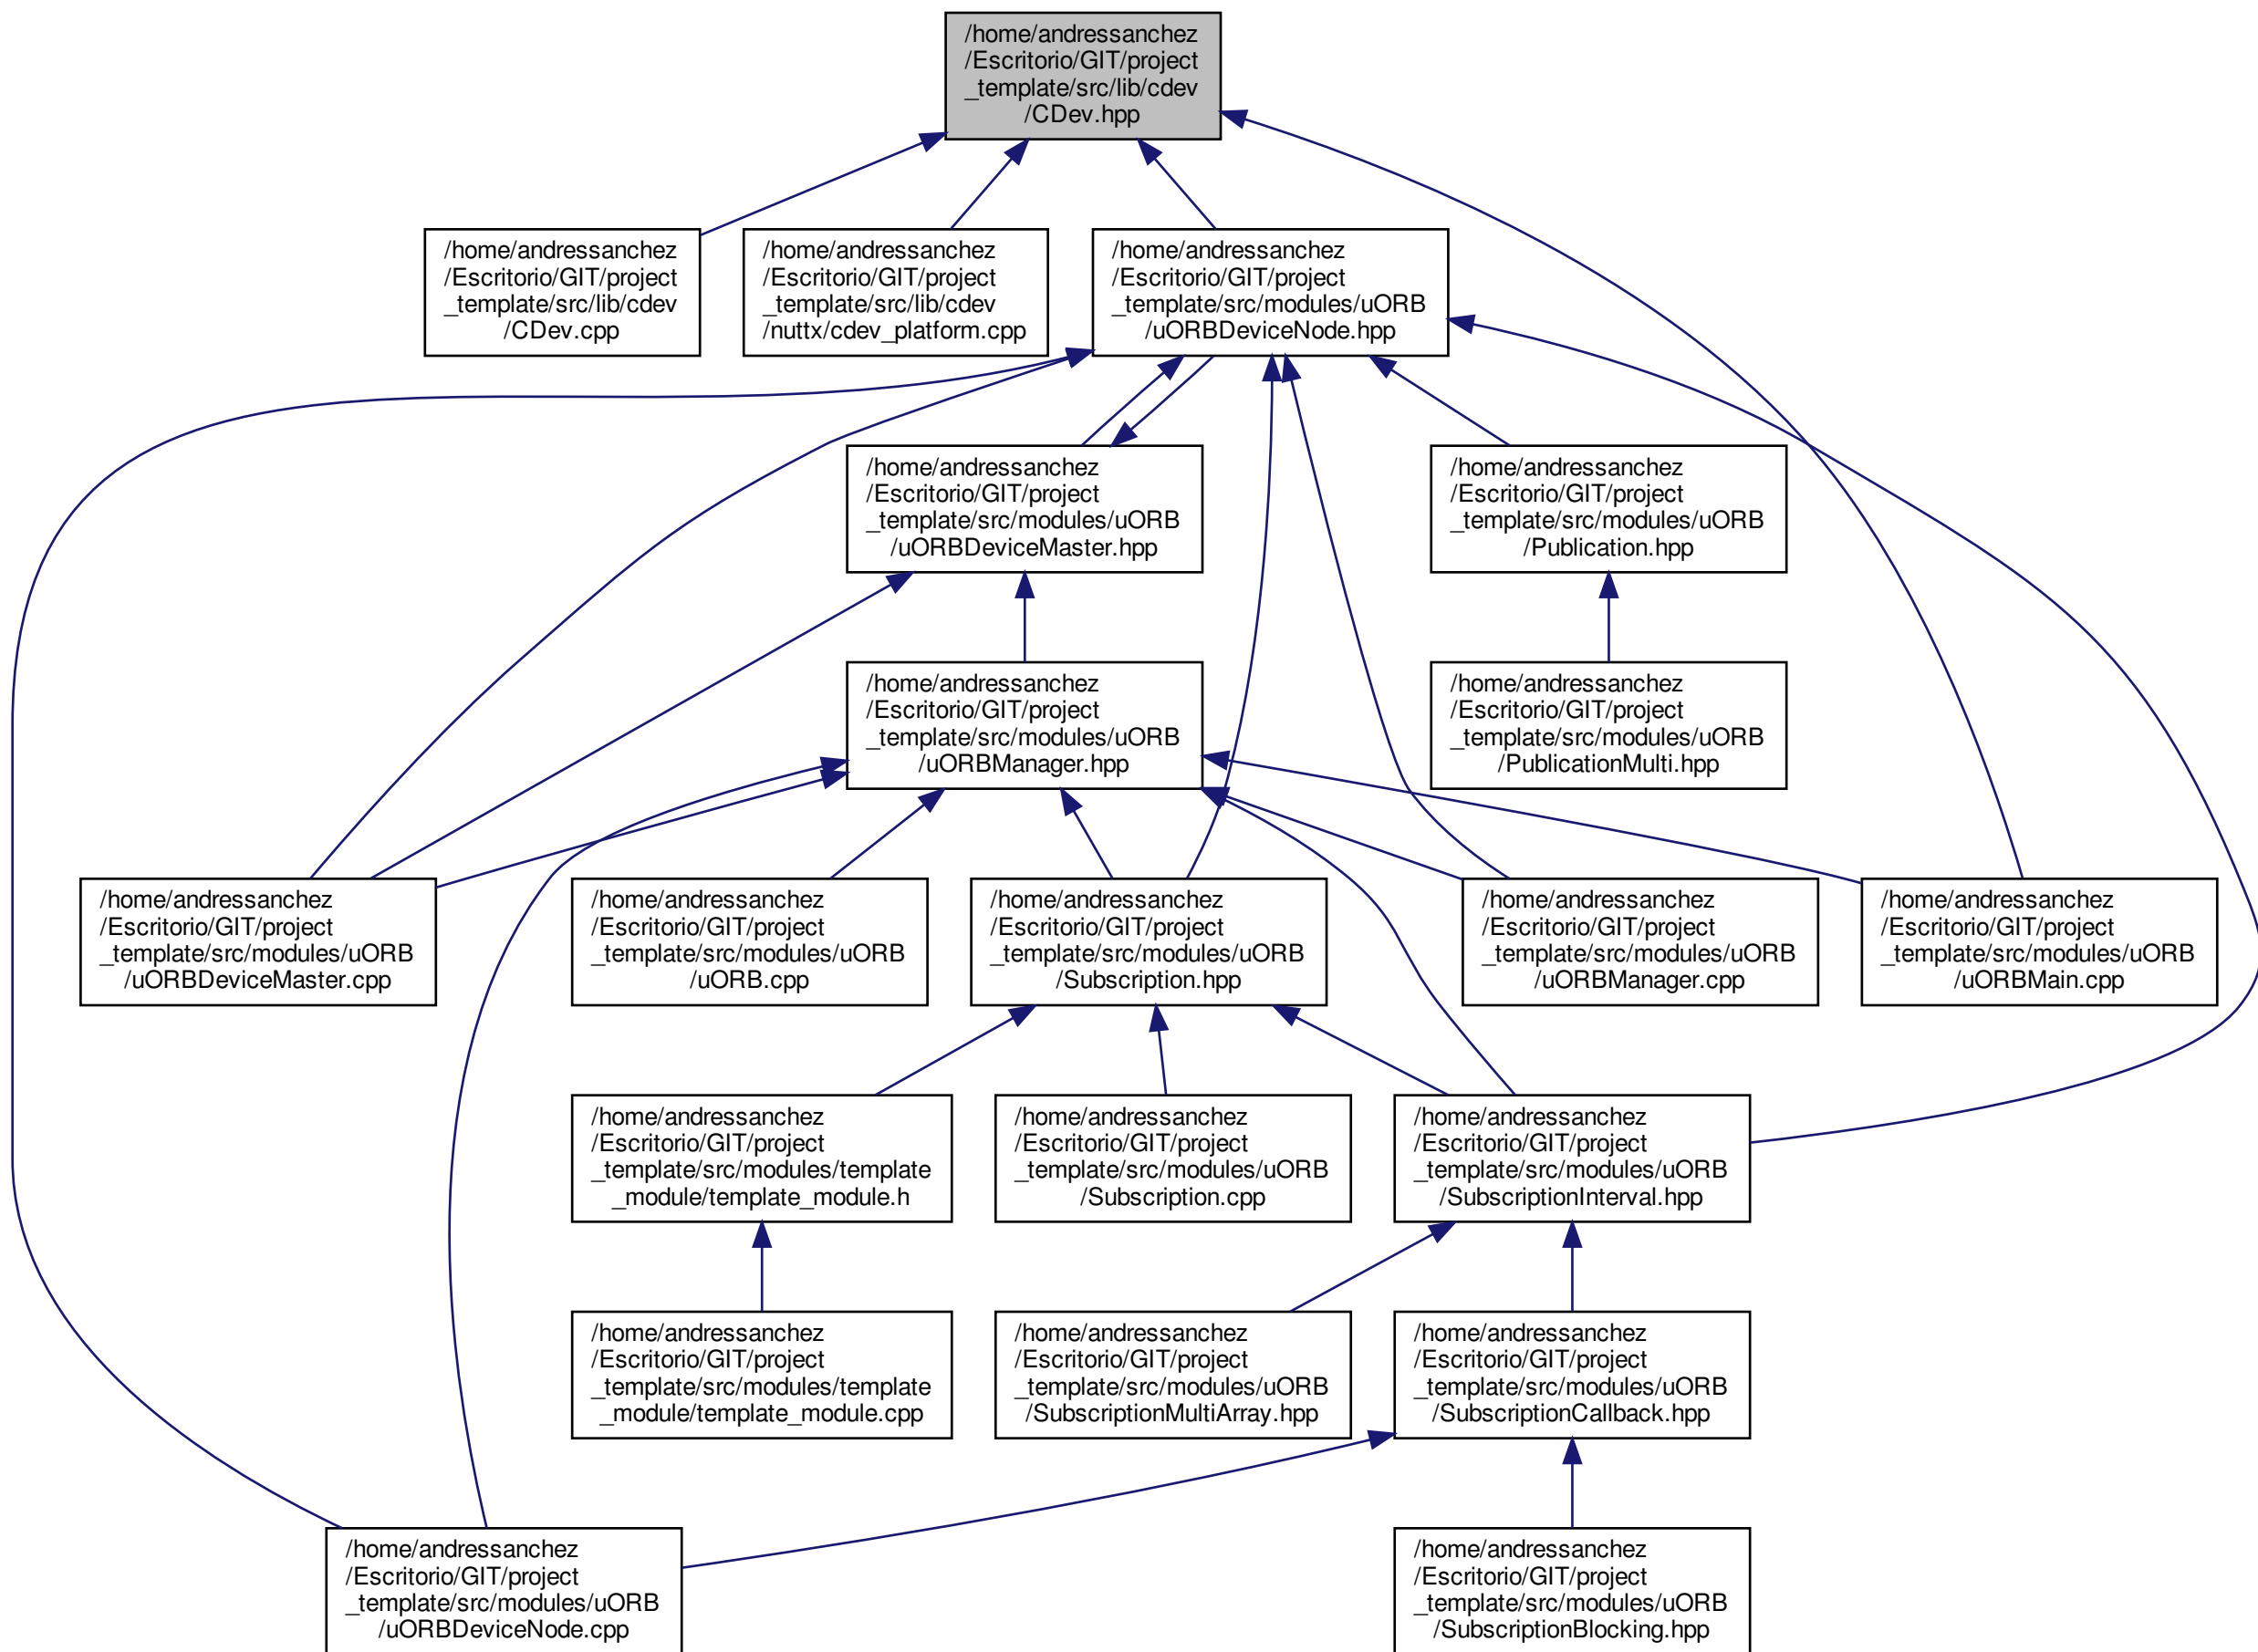 /home/andressanchez
/Escritorio/GIT/project
_template/src/lib/cdev
/CDev.hpp
/home/andressanchez
/Escritorio/GIT/project
_template/src/lib/cdev
/CDev.cpp
/home/andressanchez
/Escritorio/GIT/project
_template/src/lib/cdev
/nuttx/cdev_platform.cpp
/home/andressanchez
/Escritorio/GIT/project
_template/src/modules/uORB
/uORBDeviceNode.hpp
/home/andressanchez
/Escritorio/GIT/project
_template/src/modules/uORB
/uORBDeviceMaster.hpp
/home/andressanchez
/Escritorio/GIT/project
_template/src/modules/uORB
/Publication.hpp
/home/andressanchez
/Escritorio/GIT/project
_template/src/modules/uORB
/uORBManager.hpp
/home/andressanchez
/Escritorio/GIT/project
_template/src/modules/uORB
/PublicationMulti.hpp
/home/andressanchez
/Escritorio/GIT/project
_template/src/modules/uORB
/uORBDeviceMaster.cpp
/home/andressanchez
/Escritorio/GIT/project
_template/src/modules/uORB
/uORB.cpp
/home/andressanchez
/Escritorio/GIT/project
_template/src/modules/uORB
/Subscription.hpp
/home/andressanchez
/Escritorio/GIT/project
_template/src/modules/uORB
/uORBManager.cpp
/home/andressanchez
/Escritorio/GIT/project
_template/src/modules/uORB
/uORBMain.cpp
/home/andressanchez
/Escritorio/GIT/project
_template/src/modules/template
_module/template_module.h
/home/andressanchez
/Escritorio/GIT/project
_template/src/modules/uORB
/Subscription.cpp
/home/andressanchez
/Escritorio/GIT/project
_template/src/modules/uORB
/SubscriptionInterval.hpp
/home/andressanchez
/Escritorio/GIT/project
_template/src/modules/template
_module/template_module.cpp
/home/andressanchez
/Escritorio/GIT/project
_template/src/modules/uORB
/SubscriptionMultiArray.hpp
/home/andressanchez
/Escritorio/GIT/project
_template/src/modules/uORB
/SubscriptionCallback.hpp
/home/andressanchez
/Escritorio/GIT/project
_template/src/modules/uORB
/uORBDeviceNode.cpp
/home/andressanchez
/Escritorio/GIT/project
_template/src/modules/uORB
/SubscriptionBlocking.hpp